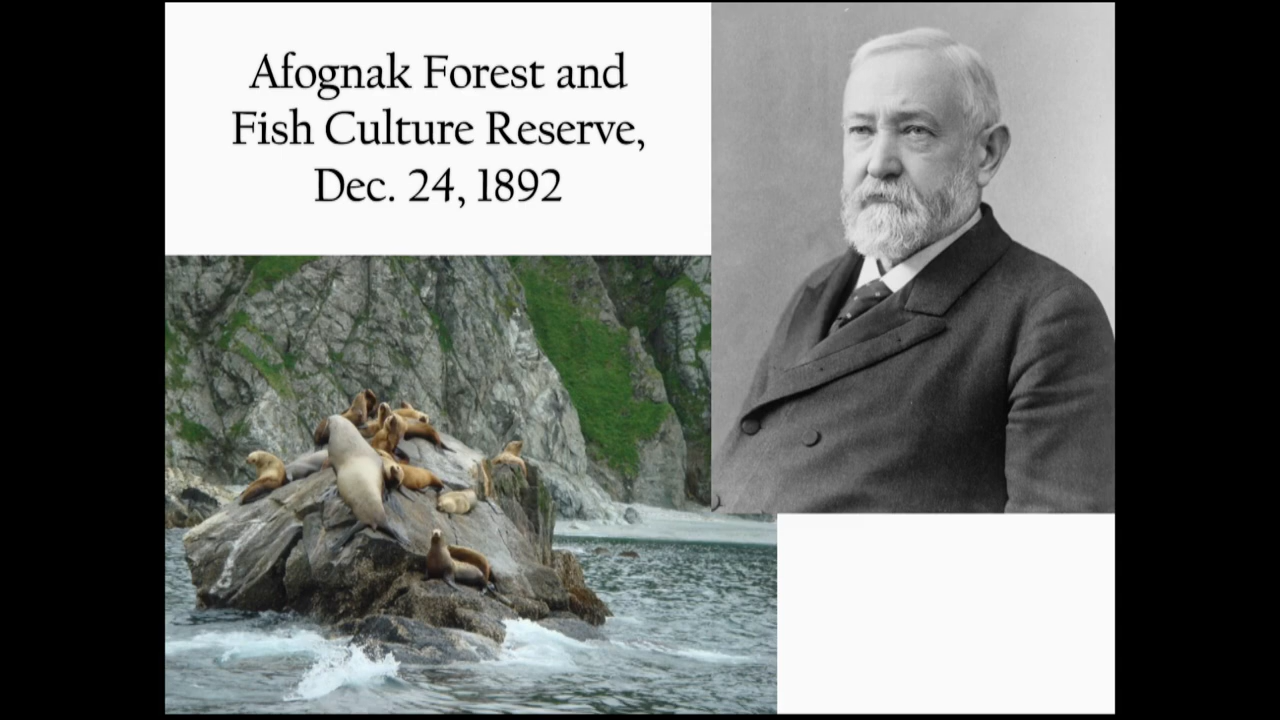 Afognak Forest and
Fish Culture Reserve,
Dec. 24, 1892